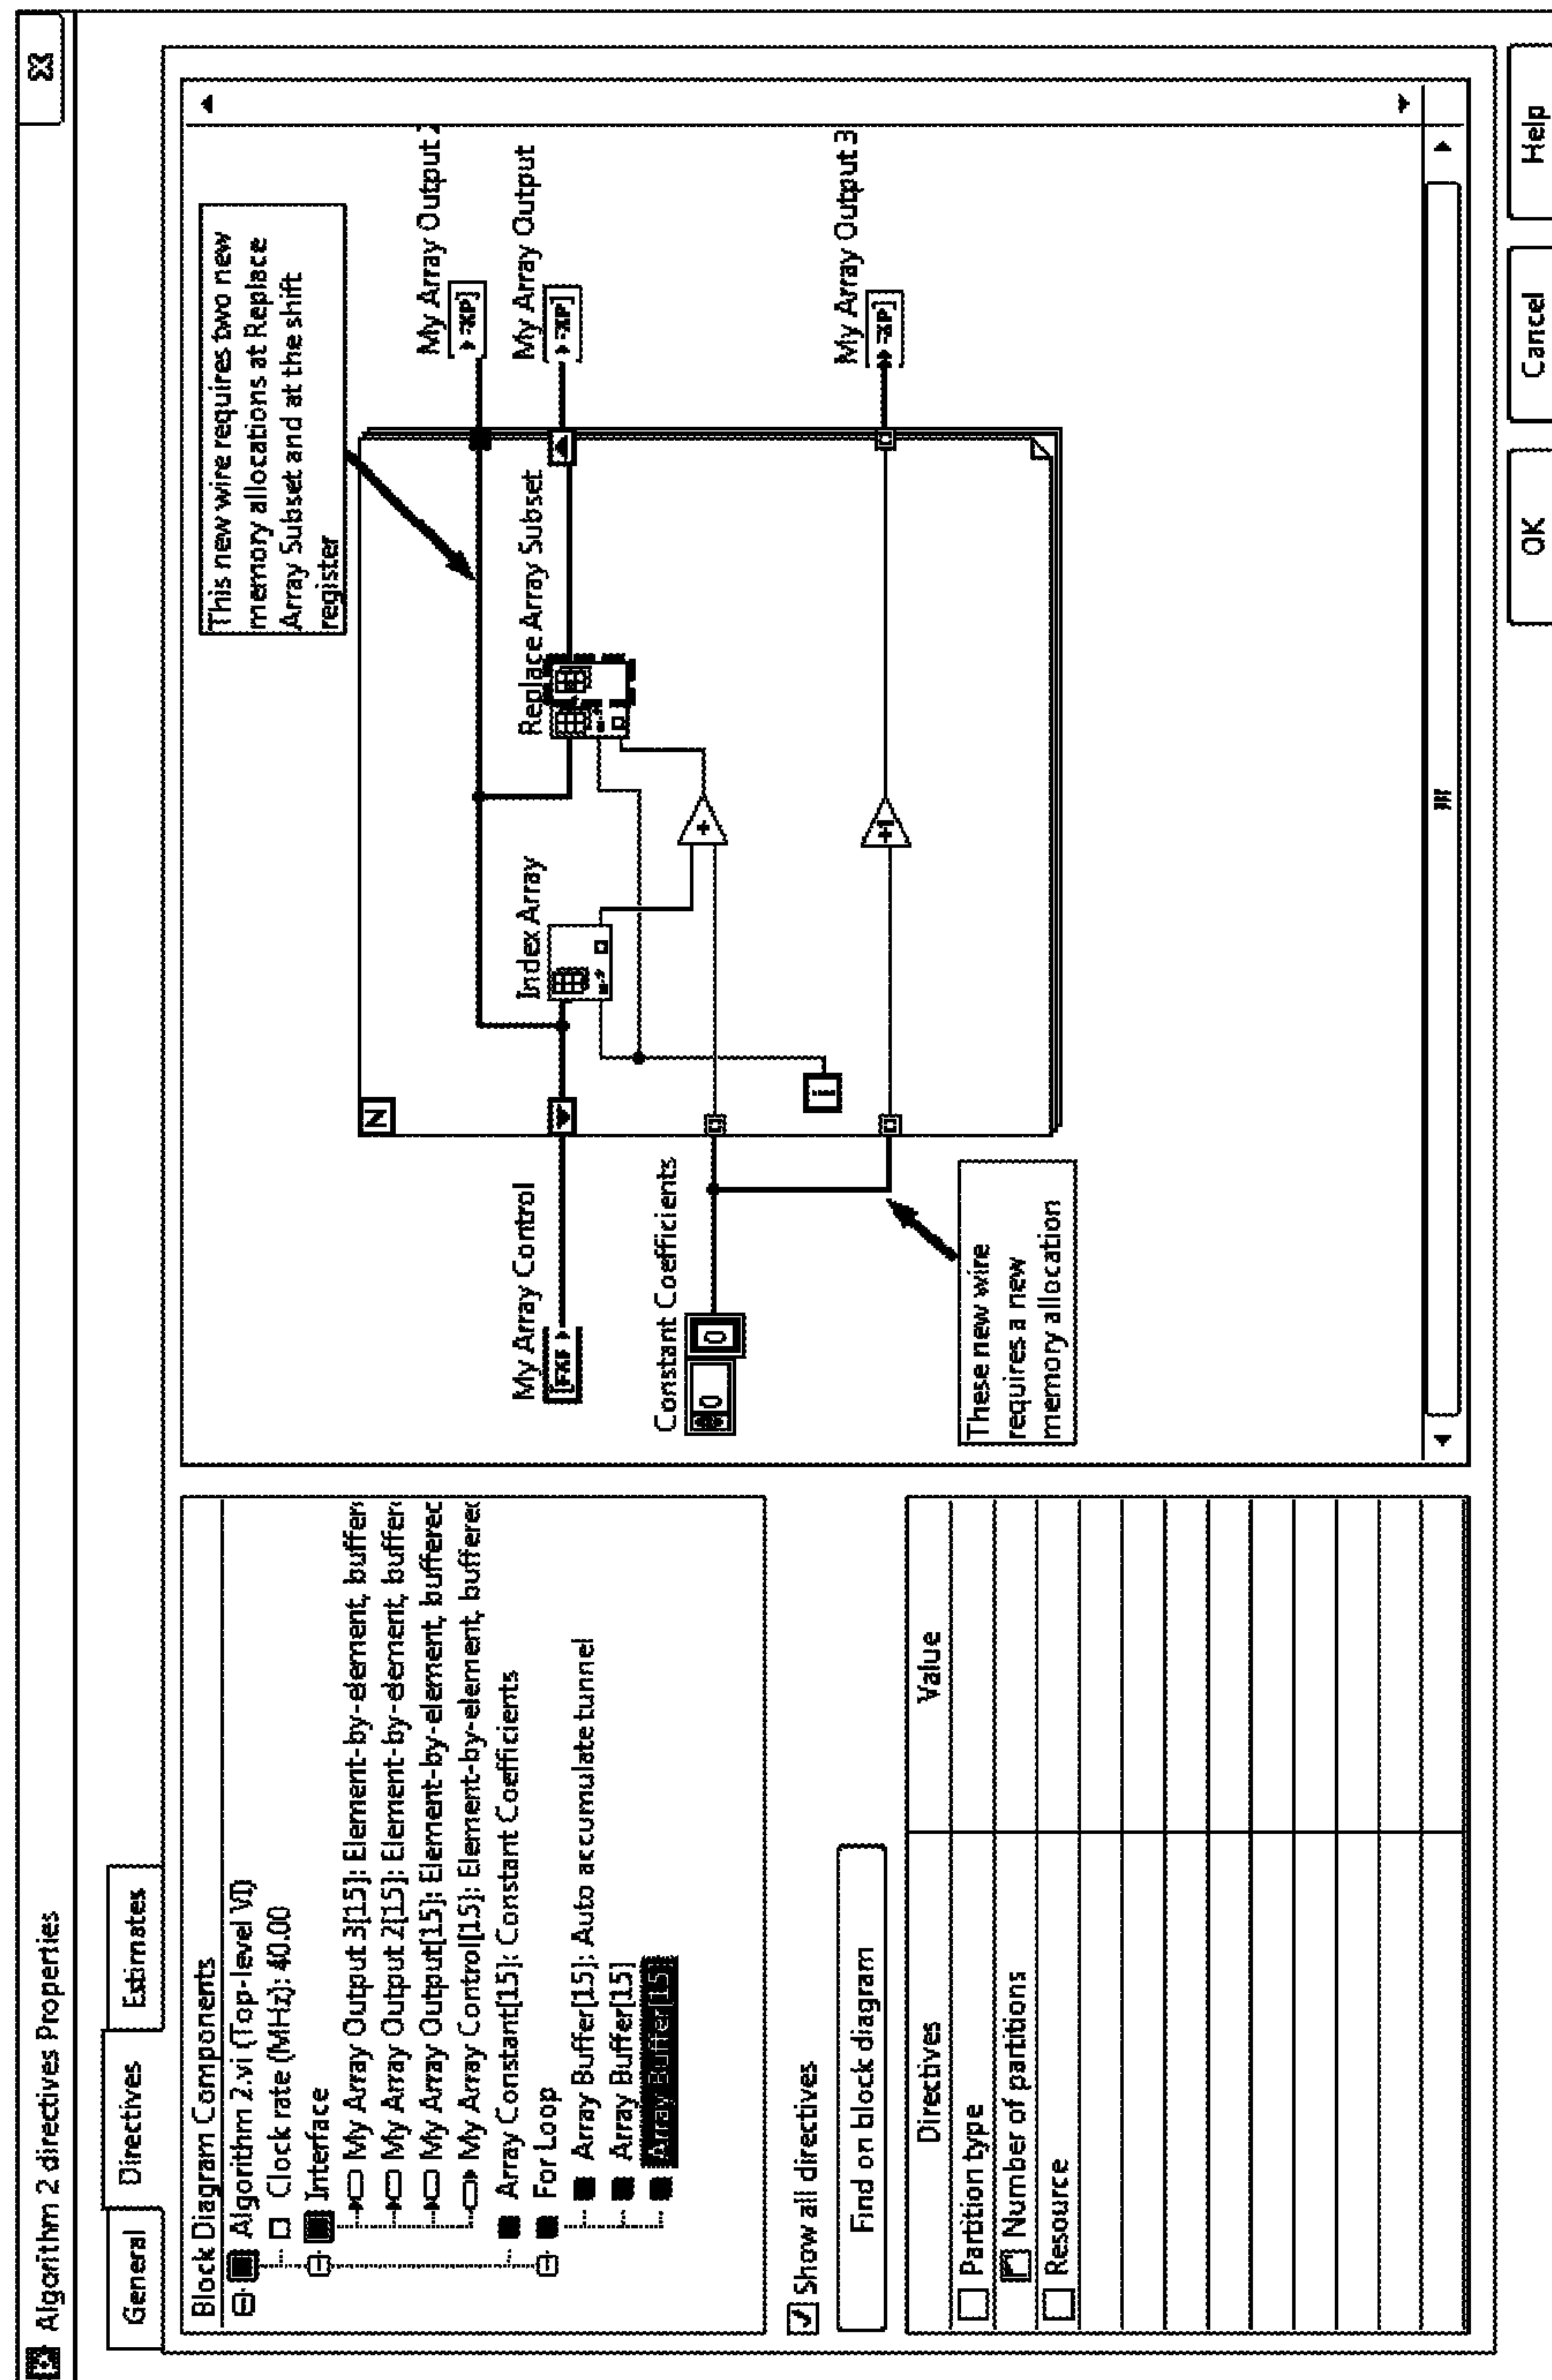 Algorithm 2 directives Properties
General
Directives
Estimates
Block Diagram Components
Algorithm 2.vi (Top-level VI)
Clock rate (MHz): 40.00
Interface
My Array Output 3[15]: Element-by-element, buffer
My Array Output 2[15]: Element-by-element, buffer
My Array Output[15]: Element-by-element, buffered
My Array Control[15]: Element-by-element, buffered
Array Constant[15]: Constant Coefficients
For Loop
Array Buffer[15]: Auto accumulate tunnel
Array Buffer[15]
Array Buffer[15]
Show all directives
Find on block diagram
Directives
Value
Partition type
Number of partitions
Resource
This new wire requires two new
memory allocations at Replace
Array Subset and at the shift
register
N
My Array Output 2
My Array Control
Index Array
Replace Array Subset
My Array Output
[FXP
Constant Coefficients
0
0
+
i
+1
My Array Output 3
These new wire
requires a new
memory allocation
OK
Cancel
Help